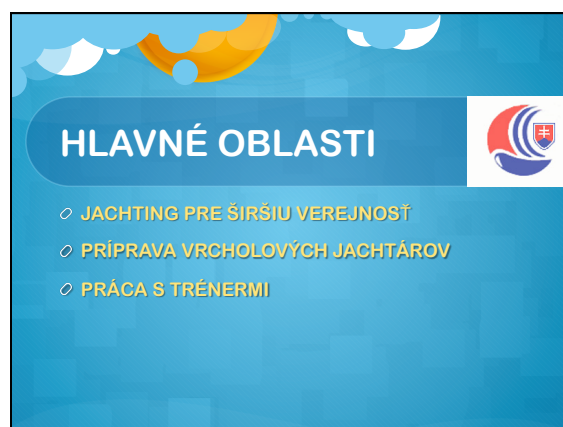 HLAVNÉ OBLASTI
JACHTING PRE ŠIRŠIU VEREJNOSŤ
PRÍPRAVA VRCHOLOVÝCH JACHTÁROV
PRÁCA S TRÉNERMI